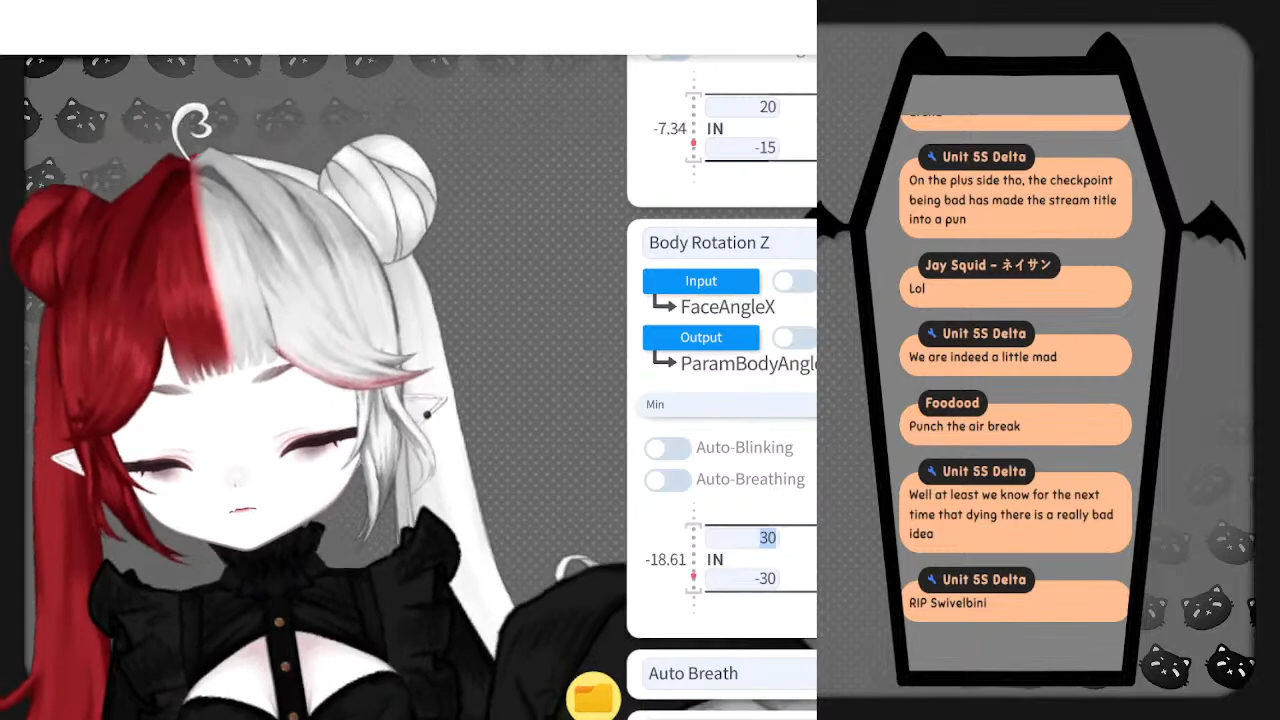 20
-7.34
IN
-15
Body Rotation Z
Input
FaceAngleX
Output
ParamBodyAngle
Min
Auto-Blinking
Auto-Breathing
30
-18.61
IN
-30
Auto Breath
Unit 5S Delta
On the plus side tho, the checkpoint
being bad has made the stream title
into a pun
Jay Squid - ネイサン
Lol
Unit 5S Delta
We are indeed a little mad
Foodood
Punch the air break
Unit 5S Delta
Well at least we know for the next
time that dying there is a really bad
idea
Unit 5S Delta
RIP Swivelbini